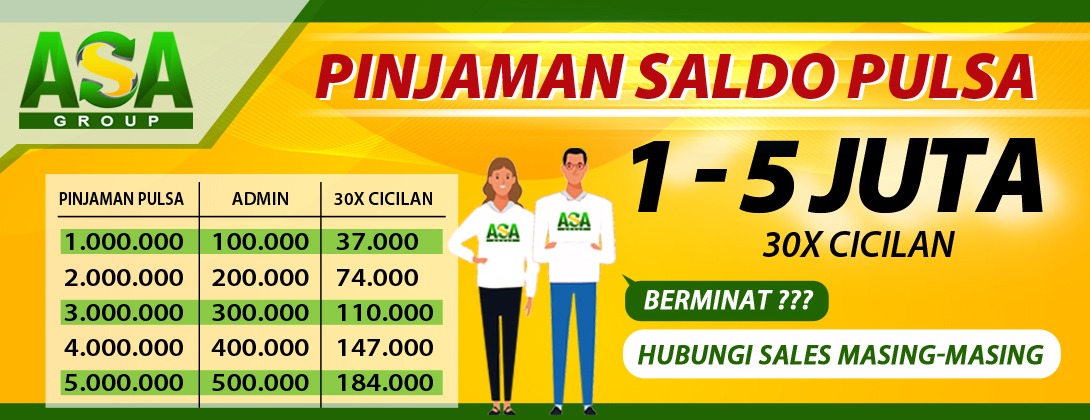 ASA
GROUP
PINJAMAN SALDO PULSA
1 - 5 JUTA
30X CICILAN
PINJAMAN PULSA ADMIN 30X CICILAN
1.000.000 100.000 37.000
2.000.000 200.000 74.000
3.000.000 300.000 110.000
4.000.000 400.000 147.000
5.000.000 500.000 184.000
ASA
ASA
BERMINAT ???
HUBUNGI SALES MASING-MASING